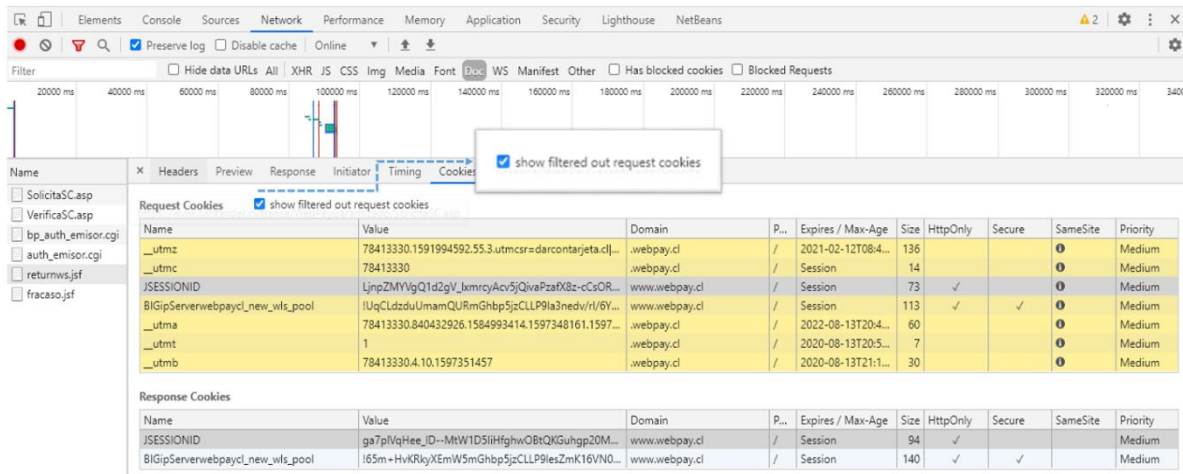 Elements Console Sources Network Performance Memory Application Security Lighthouse NetBeans 2
Preserve log Disable cache Online
Filter Hide data URLs All XHR JS CSS Img Media Font Doc WS Manifest Other Has blocked cookies Blocked Requests
20000 ms 40000 ms 60000 ms 80000 ms 100000 ms 120000 ms 140000 ms 160000 ms 180000 ms 200000 ms 220000 ms 240000 ms 260000 ms 280000 ms 300000 ms 320000 ms 340
show filtered out request cookies
Name × Headers Preview Response Initiator Timing Cookies
SolicitaSC.asp
VerificaSC.asp
bp_auth_emisor.cgi
auth_emisor.cgi
returnws.jsf
fracaso.jsf
Request Cookies show filtered out request cookies
Name Value Domain P... Expires / Max-Age Size HttpOnly Secure SameSite Priority
__utmz 78413330.1591994592.55.3.utmcsr=darcontarjeta.cl|... .webpay.cl / 2021-02-12T08:4... 136 Medium
__utmc 78413330 .webpay.cl / Session 14 Medium
JSESSIONID www.webpay.cl / Session 73 ✓ Medium
BIGipServerwebpaycl_new_wls_pool www.webpay.cl / Session 113 ✓ ✓ Medium
__utma 78413330.840432926.1584993414.1597348161.1597... .webpay.cl / 2022-08-13T20:4... 60 Medium
__utmt 1 .webpay.cl / 2020-08-13T20:5... 7 Medium
__utmb 78413330.4.10.1597351457 .webpay.cl / 2020-08-13T21:1... 30 Medium
Response Cookies
Name Value Domain P... Expires / Max-Age Size HttpOnly Secure SameSite Priority
JSESSIONID www.webpay.cl / Session 94 ✓ Medium
BIGipServerwebpaycl_new_wls_pool www.webpay.cl / Session 140 ✓ ✓ Medium